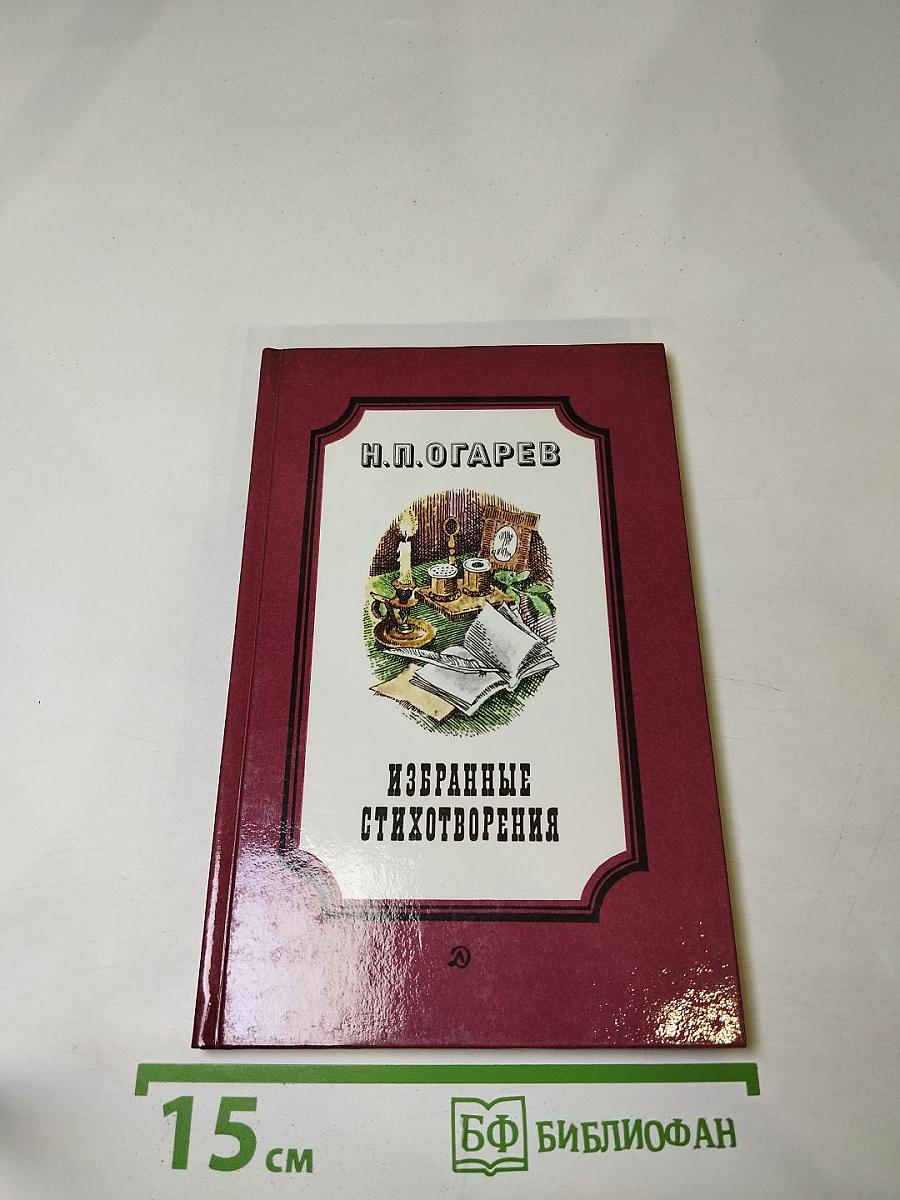 Н.П.ОГАРЕВ
ИЗБРАННЫЕ
СТИХОТВОРЕНИЯ
Д
15 см
БФ БИБЛИОФАН